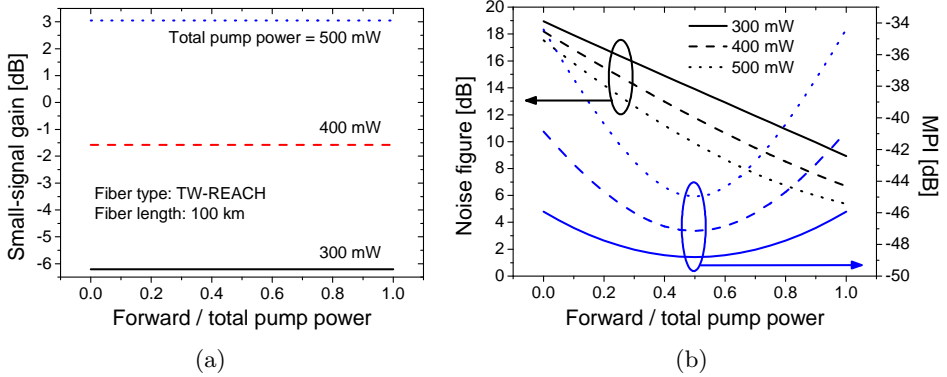 3
2
1
0
-1
-2
-3
-4
-5
-6
Small-signal gain [dB]
Total pump power = 500 mW
400 mW
Fiber type: TW-REACH
Fiber length: 100 km
300 mW
0.0 0.2 0.4 0.6 0.8 1.0
Forward / total pump power
(a)
20
18
16
14
12
10
8
6
4
2
0
Noise figure [dB]
300 mW
400 mW
500 mW
-34
-36
-38
-40
-42
-44
-46
-48
-50
MPI [dB]
0.0 0.2 0.4 0.6 0.8 1.0
Forward / total pump power
(b)